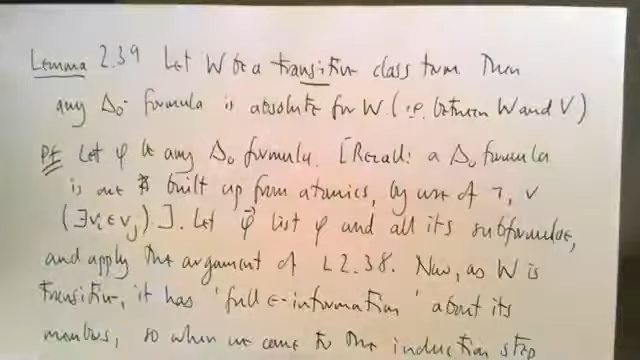 Lemma 2.39 Let W be a transitive class term. Then
any Δ₀ formula is absolute for W (i.e. between W and V)
Pf Let φ be any Δ₀ formula. [Recall: a Δ₀ formula
is one built up from atomics, by use of ¬, ∨
(∃vᵢ ∈ vⱼ)]. Let φ⃗ list φ and all its subformulae,
and apply the argument of L2.38. Now, as W is
transitive, it has 'full ∈-information' about its
members, so when we come to the induction step